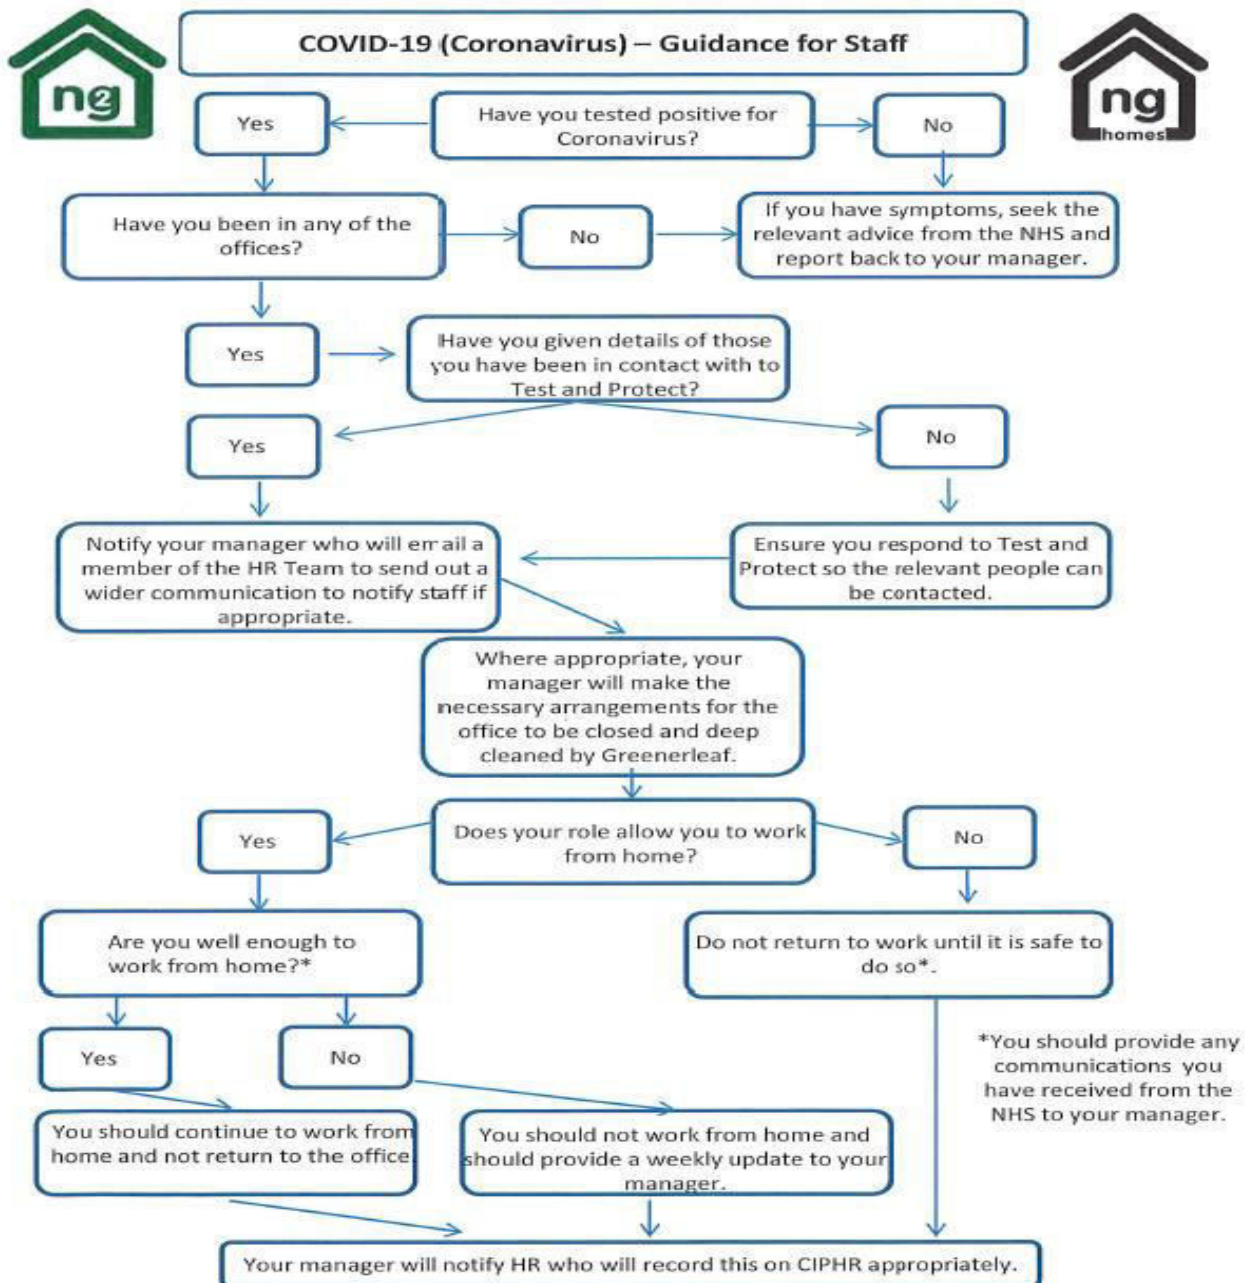 COVID-19 (Coronavirus) – Guidance for Staff
ng2
ng
homes
Yes
Have you tested positive for
Coronavirus?
No
Have you been in any of the
offices?
No
If you have symptoms, seek the
relevant advice from the NHS and
report back to your manager.
Yes
Have you given details of those
you have been in contact with to
Test and Protect?
Yes
No
Notify your manager who will email a
member of the HR Team to send out a
wider communication to notify staff if
appropriate.
Ensure you respond to Test and
Protect so the relevant people can
be contacted.
Where appropriate, your
manager will make the
necessary arrangements for the
office to be closed and deep
cleaned by Greenerleaf.
Yes
Does your role allow you to work
from home?
No
Are you well enough to
work from home?*
Do not return to work until it is safe to
do so*.
Yes
No
*You should provide any
communications you
have received from the
NHS to your manager.
You should continue to work from
home and not return to the office.
You should not work from home and
should provide a weekly update to your
manager.
Your manager will notify HR who will record this on CIPHR appropriately.